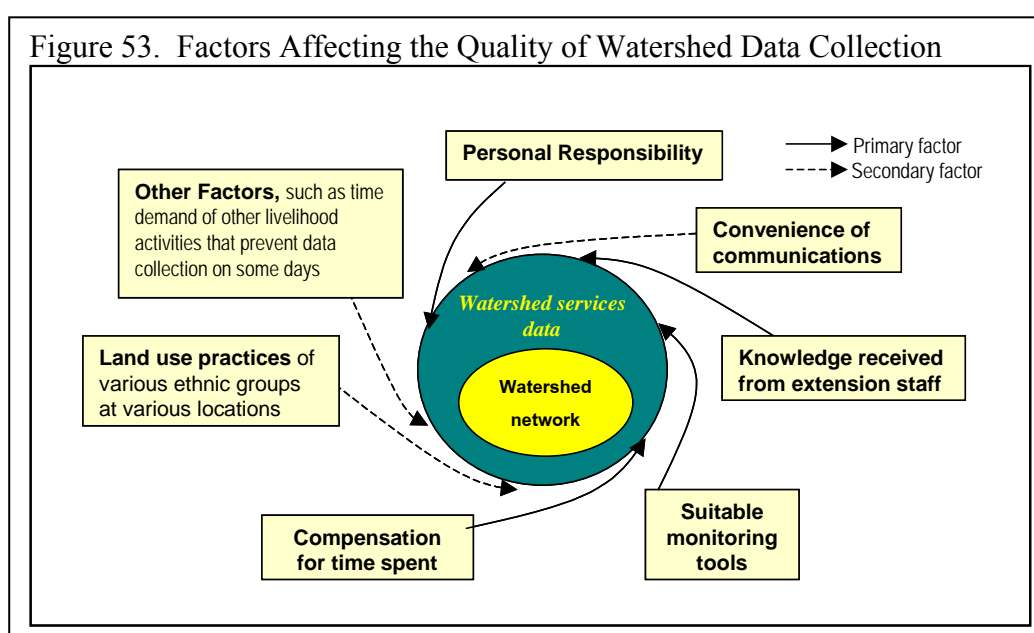 Figure 53.  Factors Affecting the Quality of Watershed Data Collection
Personal Responsibility
Primary factor
Secondary factor
Other Factors, such as time
demand of other livelihood
activities that prevent data
collection on some days
Convenience of
communications
Watershed services
data
Land use practices of
various ethnic groups
at various locations
Knowledge received
from extension staff
Watershed
network
Compensation
for time spent
Suitable
monitoring
tools